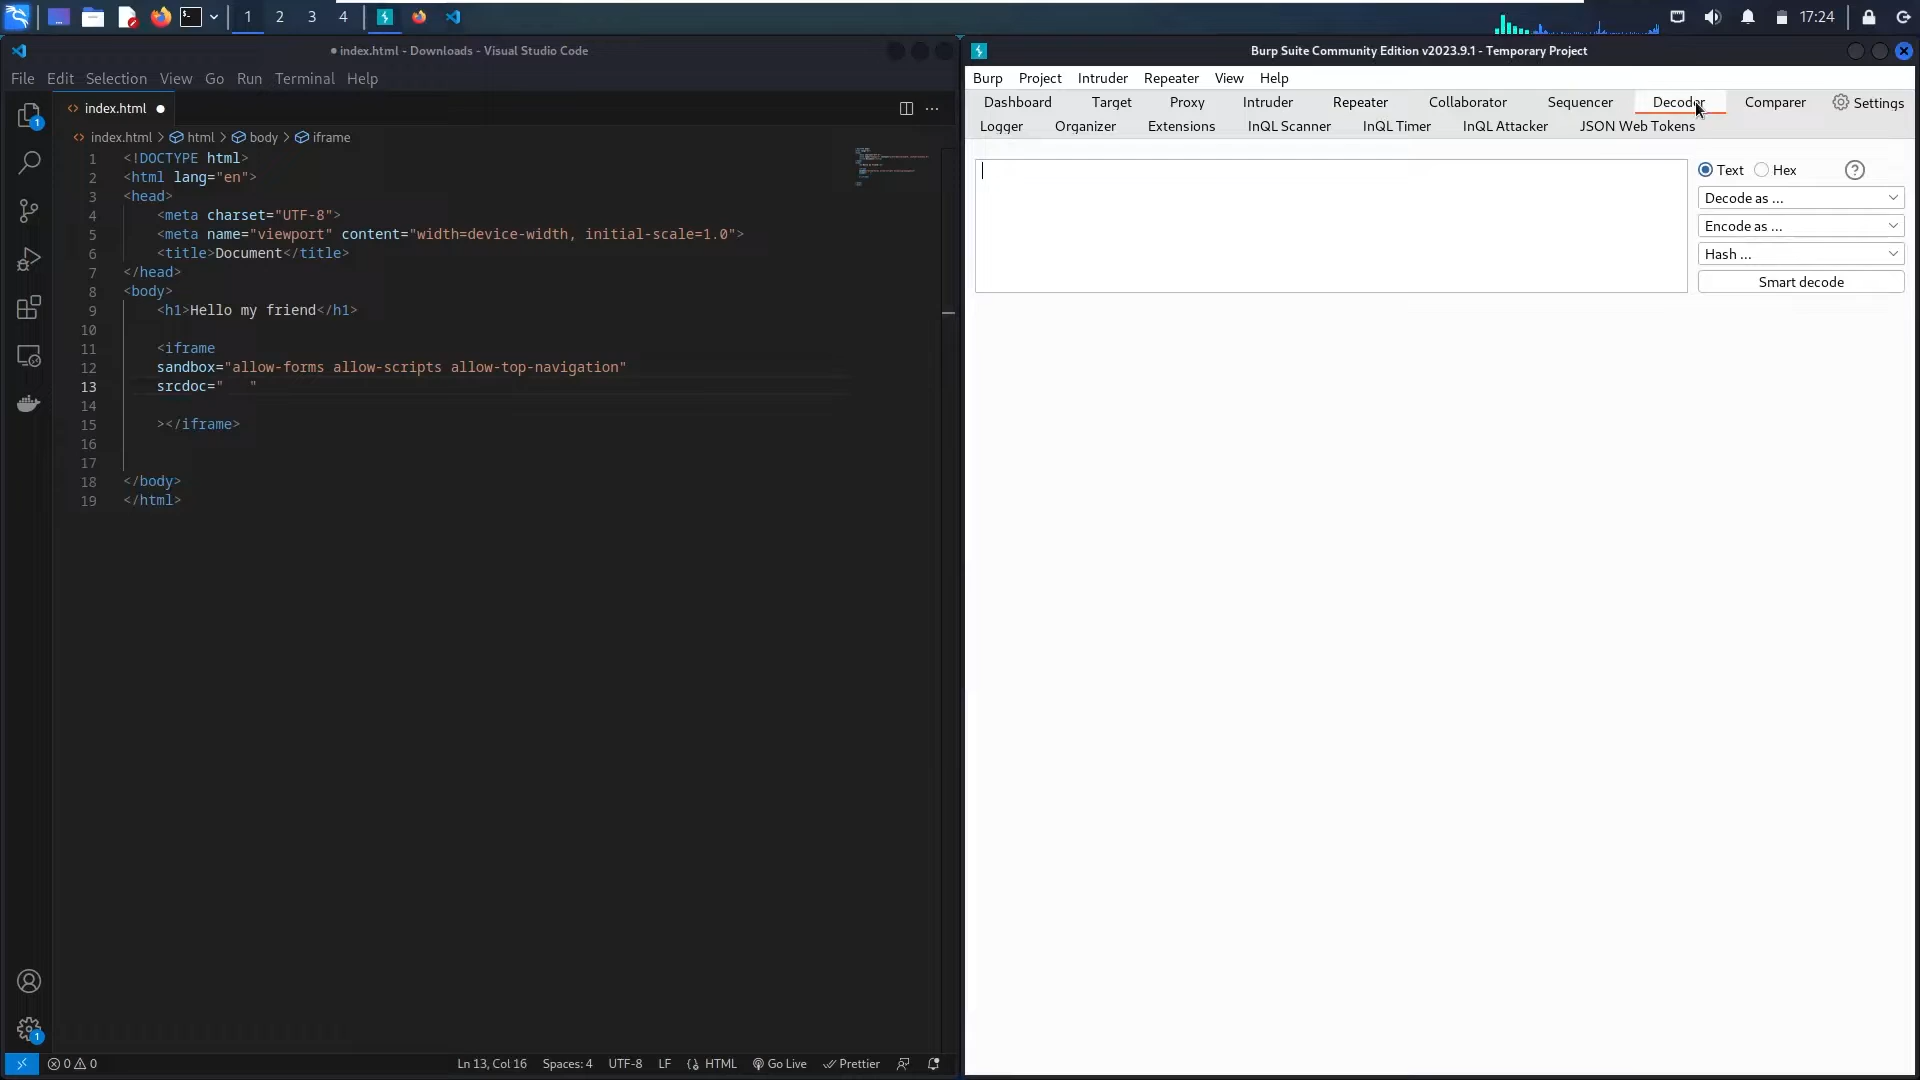 1 2 3 4
17:24
index.html - Downloads - Visual Studio Code
File Edit Selection View Go Run Terminal Help
index.html
index.html > html > body > iframe
1 <!DOCTYPE html>
2 <html lang="en">
3 <head>
4 <meta charset="UTF-8">
5 <meta name="viewport" content="width=device-width, initial-scale=1.0">
6 <title>Document</title>
7 </head>
8 <body>
9 <h1>Hello my friend</h1>
10
11 <iframe
12 sandbox="allow-forms allow-scripts allow-top-navigation"
13 srcdoc="   "
14
15 ></iframe>
16
17
18 </body>
19 </html>
1
1
0 0
Ln 13, Col 16 Spaces: 4 UTF-8 LF HTML Go Live Prettier
Burp Suite Community Edition v2023.9.1 - Temporary Project
Burp Project Intruder Repeater View Help
Dashboard Target Proxy Intruder Repeater Collaborator Sequencer Decoder Comparer Settings
Logger Organizer Extensions InQL Scanner InQL Timer InQL Attacker JSON Web Tokens
Text Hex ?
Decode as ...
Encode as ...
Hash ...
Smart decode